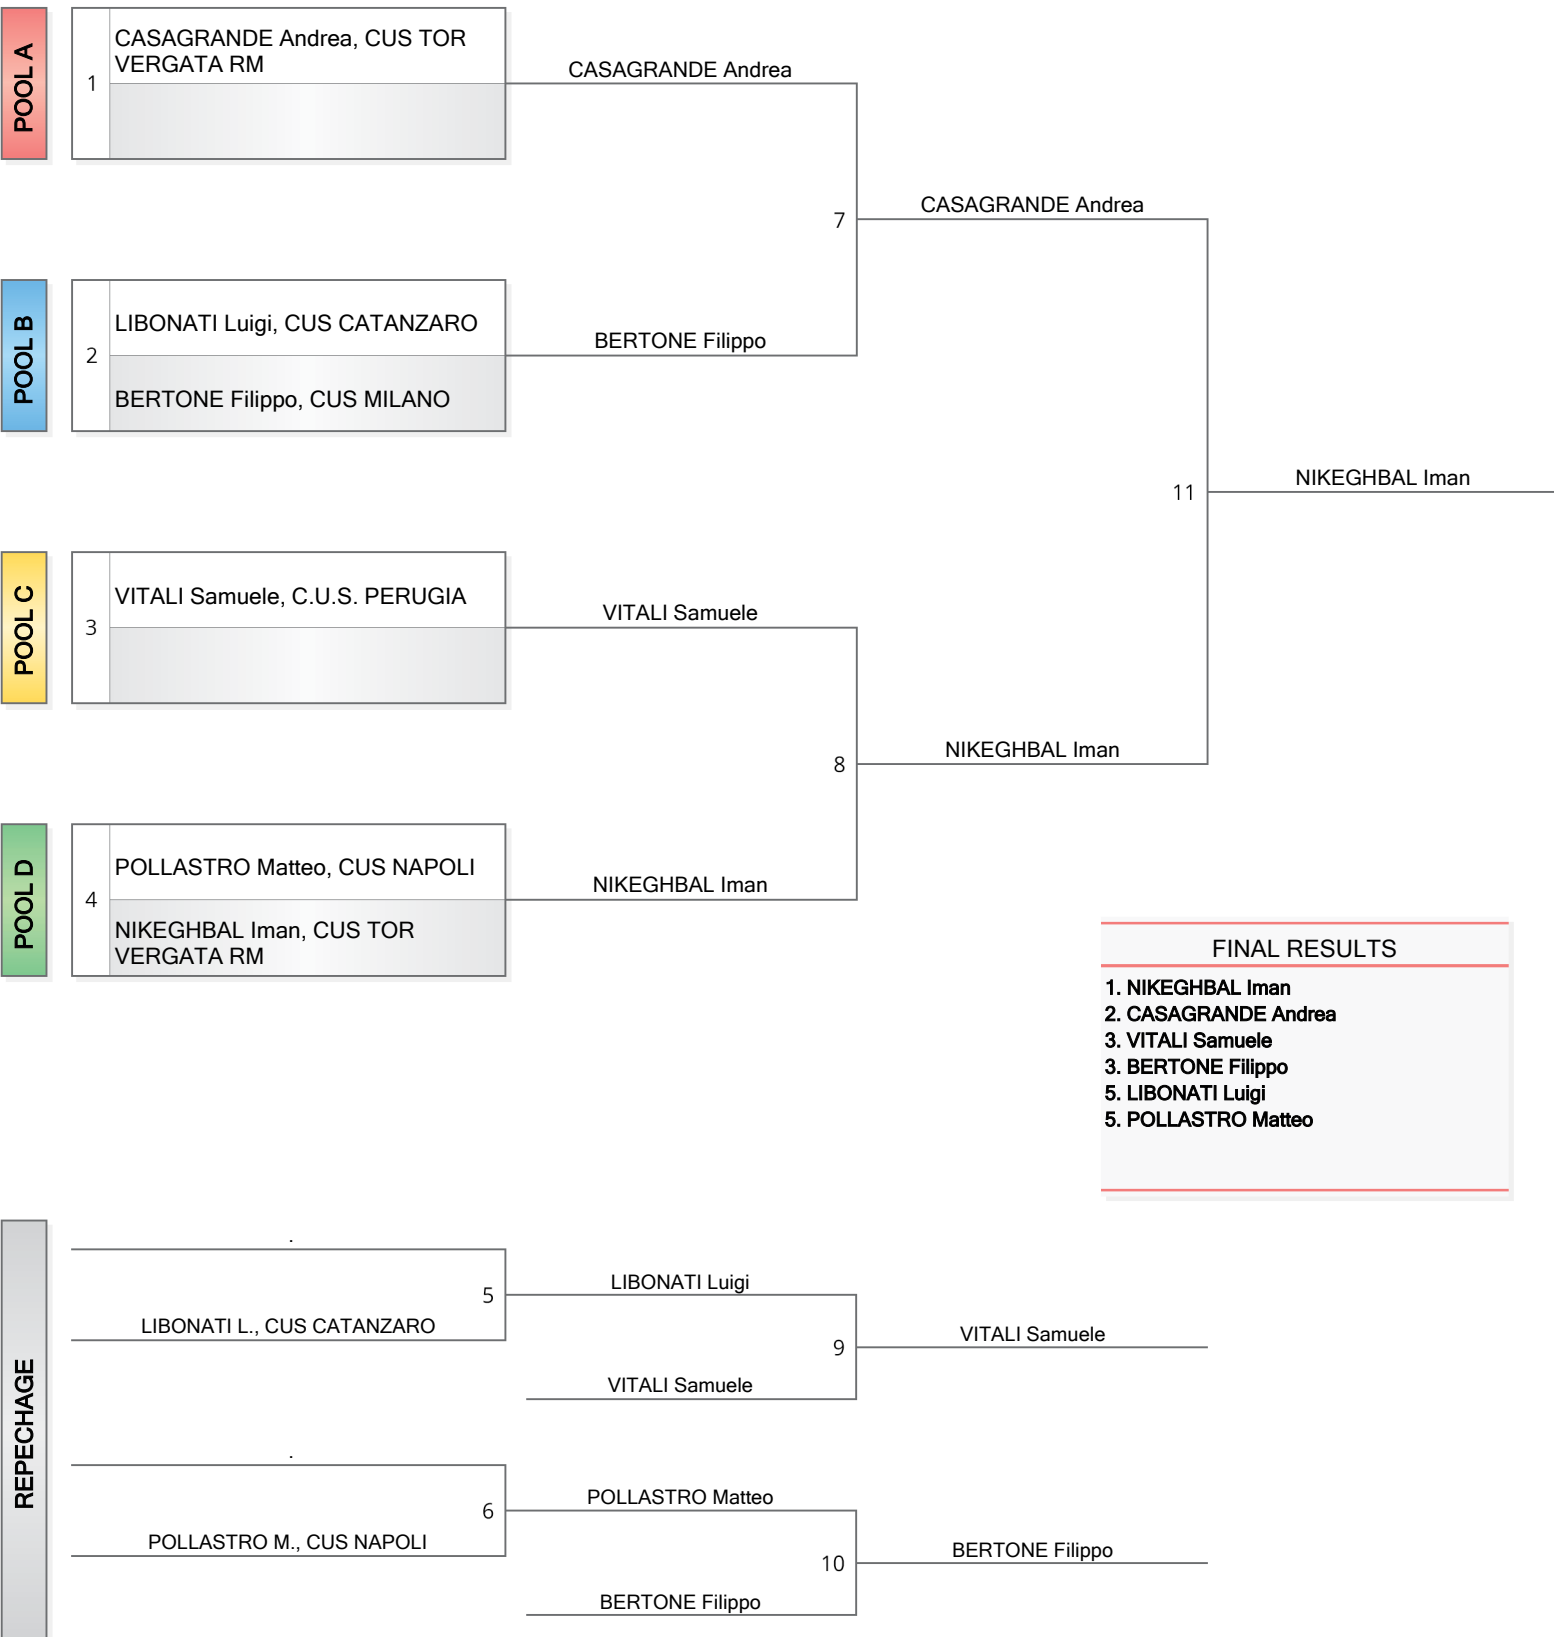 POOL A
1
CASAGRANDE Andrea, CUS TOR
VERGATA RM
CASAGRANDE Andrea
7
CASAGRANDE Andrea
POOL B
2
LIBONATI Luigi, CUS CATANZARO
BERTONE Filippo, CUS MILANO
BERTONE Filippo
11
NIKEGHBAL Iman
POOL C
3
VITALI Samuele, C.U.S. PERUGIA
VITALI Samuele
8
NIKEGHBAL Iman
POOL D
4
POLLASTRO Matteo, CUS NAPOLI
NIKEGHBAL Iman, CUS TOR
VERGATA RM
NIKEGHBAL Iman
FINAL RESULTS
1. NIKEGHBAL Iman
2. CASAGRANDE Andrea
3. VITALI Samuele
3. BERTONE Filippo
5. LIBONATI Luigi
5. POLLASTRO Matteo
REPECHAGE
.
5
LIBONATI L., CUS CATANZARO
LIBONATI Luigi
9
VITALI Samuele
VITALI Samuele
.
6
POLLASTRO M., CUS NAPOLI
POLLASTRO Matteo
10
BERTONE Filippo
BERTONE Filippo